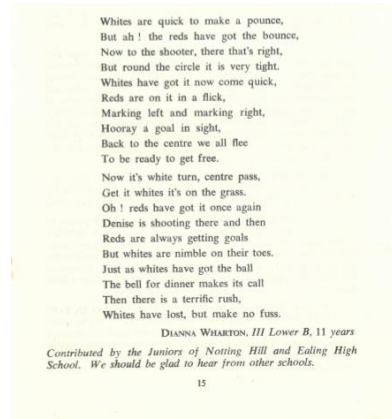 Whites are quick to make a pounce,
But ah ! the reds have got the bounce,
Now to the shooter, there that's right,
But round the circle it is very tight.
Whites have got it now come quick,
Reds are on it in a flick,
Marking left and marking right,
Hooray a goal in sight,
Back to the centre we all flee
To be ready to get free.
Now it's white turn, centre pass,
Get it whites it's on the grass.
Oh ! reds have got it once again
Denise is shooting there and then
Reds are always getting goals
But whites are nimble on their toes.
Just as whites have got the ball
The bell for dinner makes its call
Then there is a terrific rush,
Whites have lost, but make no fuss.
DIANNA WHARTON, III Lower B, 11 years
Contributed by the Juniors of Notting Hill and Ealing High
School. We should be glad to hear from other schools.
15